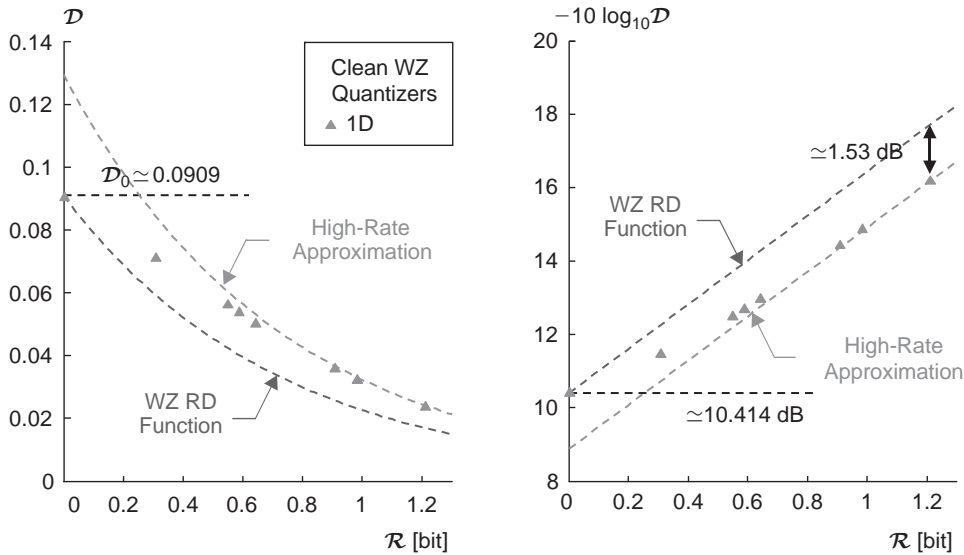 𝒟
0.14
0.12
0.1
0.08
0.06
0.04
0.02
0
0 0.2 0.4 0.6 0.8 1 1.2
ℛ [bit]
Clean WZ
Quantizers
1D
𝒟₀≃0.0909
High-Rate
Approximation
WZ RD
Function
−10 log₁₀𝒟
20
18
16
14
12
10
8
0 0.2 0.4 0.6 0.8 1 1.2
ℛ [bit]
≃1.53 dB
WZ RD
Function
High-Rate
Approximation
≃10.414 dB